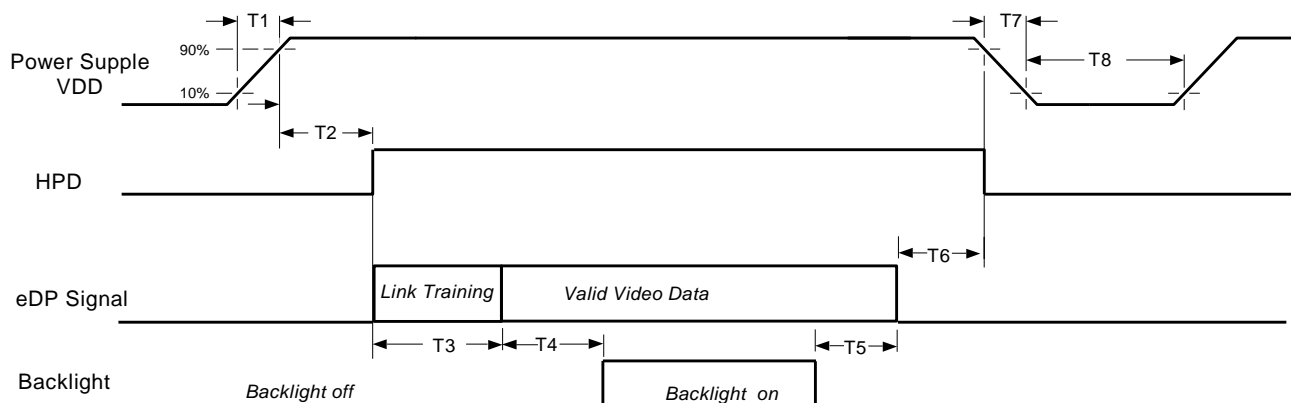 T1
T7
90%
Power Supple
VDD
T8
10%
T2
HPD
T6
Link Training
Valid Video Data
eDP Signal
T3
T4
T5
Backlight
Backlight off
Backlight on